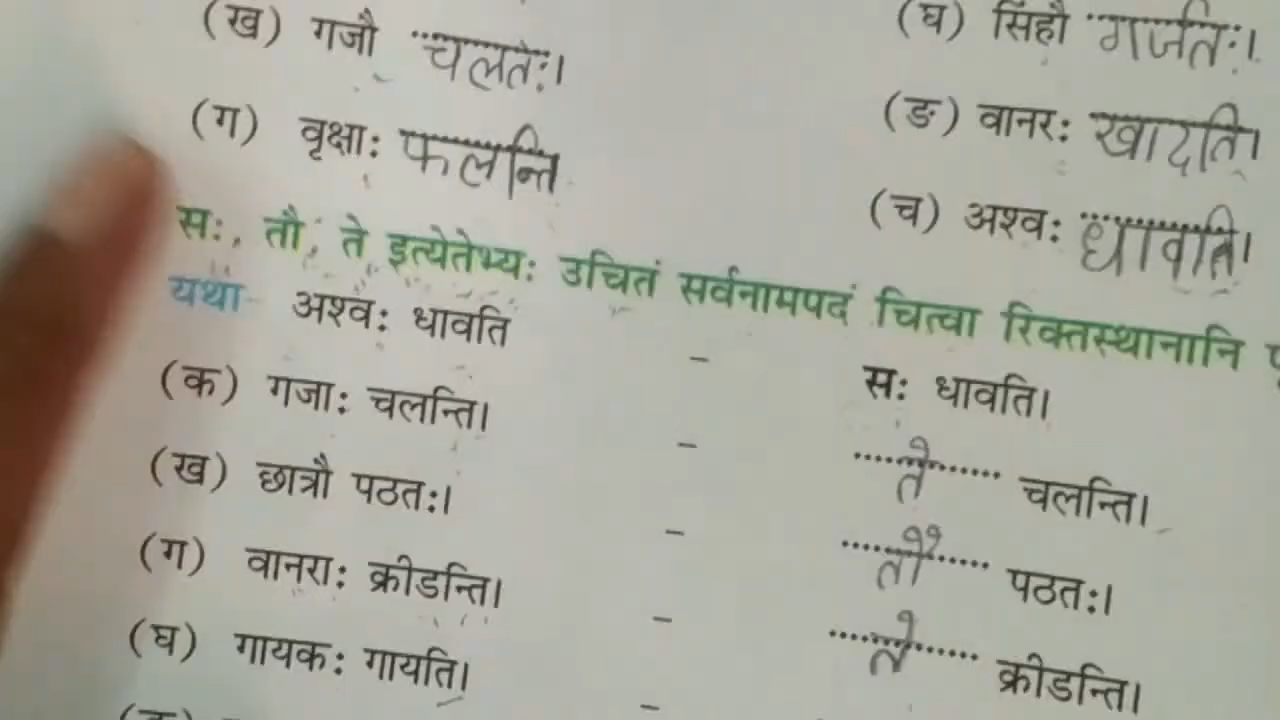 (ख) गजौ चलतः।
(घ) सिंहौ गर्जतः।
(ग) वृक्षाः फलन्ति
(ङ) वानरः खादति।
(च) अश्वः धावति।
सः, तौ, ते इत्येतेभ्यः उचितं सर्वनामपदं चित्वा रिक्तस्थानानि
यथा अश्वः धावति - सः धावति।
(क) गजाः चलन्ति। - ते चलन्ति।
(ख) छात्रौ पठतः। - तौ पठतः।
(ग) वानराः क्रीडन्ति। - ते क्रीडन्ति।
(घ) गायकः गायति। -